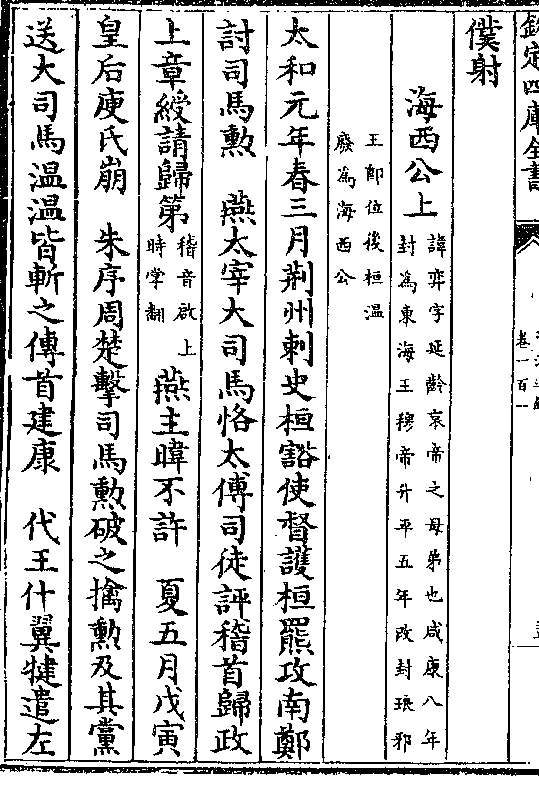 欽定四庫全書
卷一百一
僕射
海西公上
諱弈字延齡哀帝之母弟也咸康八年
封為東海王穆帝升平五年改封琅邪
王即位後桓溫
廢為海西公
太和元年春三月荆州刺史桓豁使督護桓羆攻南鄭
討司馬勲　燕太宰大司馬恪太傅司徒評稽首歸政
上章綬請歸第
稽音啟上
時掌翻
燕主暐不許　夏五月戊寅
皇后庾氏崩　朱序周楚擊司馬勲破之擒勲及其黨
送大司馬温温皆斬之傳首建康　代王什翼犍遣左